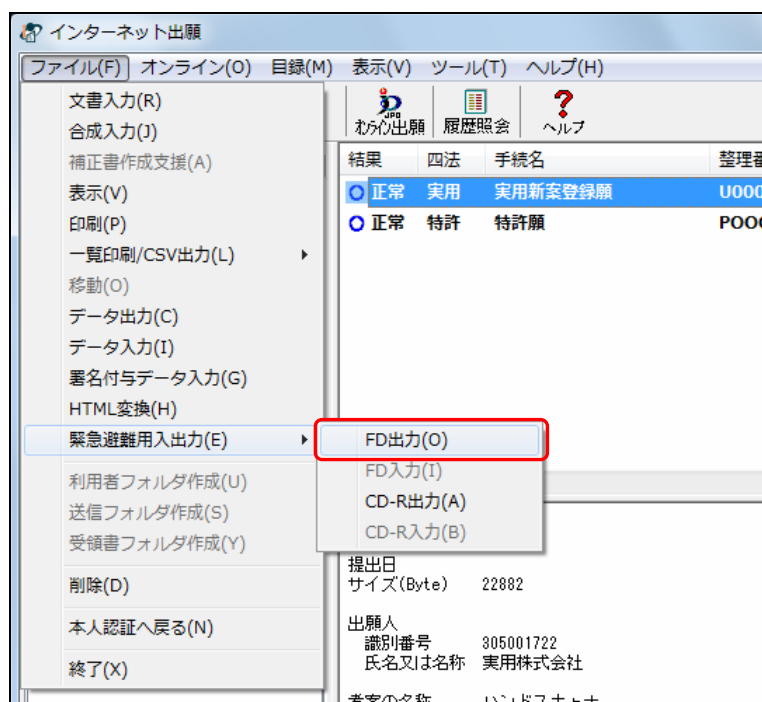 インターネット出願
ファイル(F) オンライン(O) 目録(M) 表示(V) ツール(T) ヘルプ(H)
文書入力(R)
合成入力(J)
補正書作成支援(A)
表示(V)
印刷(P)
一覧印刷/CSV出力(L)
移動(O)
データ出力(C)
データ入力(I)
署名付与データ入力(G)
HTML変換(H)
緊急避難用入出力(E)
利用者フォルダ作成(U)
送信フォルダ作成(S)
受領書フォルダ作成(Y)
削除(D)
本人認証へ戻る(N)
終了(X)
FD出力(O)
FD入力(I)
CD-R出力(A)
CD-R入力(B)
JPO
オンライン出願 履歴照会 ヘルプ
結果 四法 手続名 整理番
正常 実用 実用新案登録願 U000
正常 特許 特許願 P000
提出日
サイズ(Byte) 22882
出願人
識別番号 305001722
氏名又は名称 実用株式会社